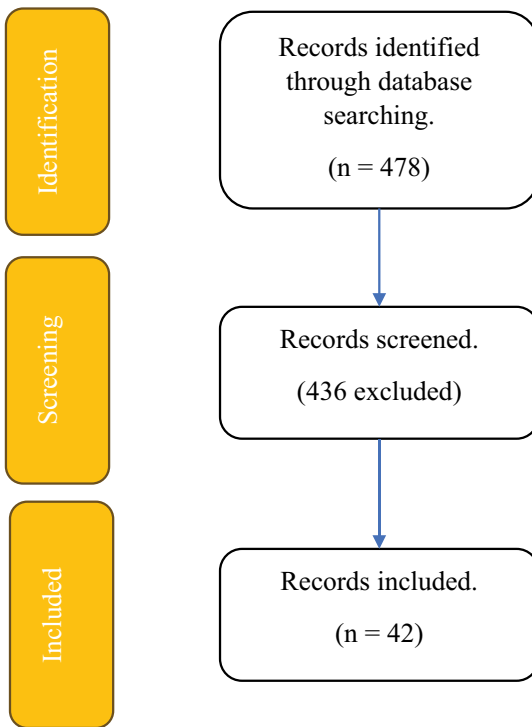 Identification
Records identified
through database
searching.
(n = 478)
Screening
Records screened.
(436 excluded)
Included
Records included.
(n = 42)